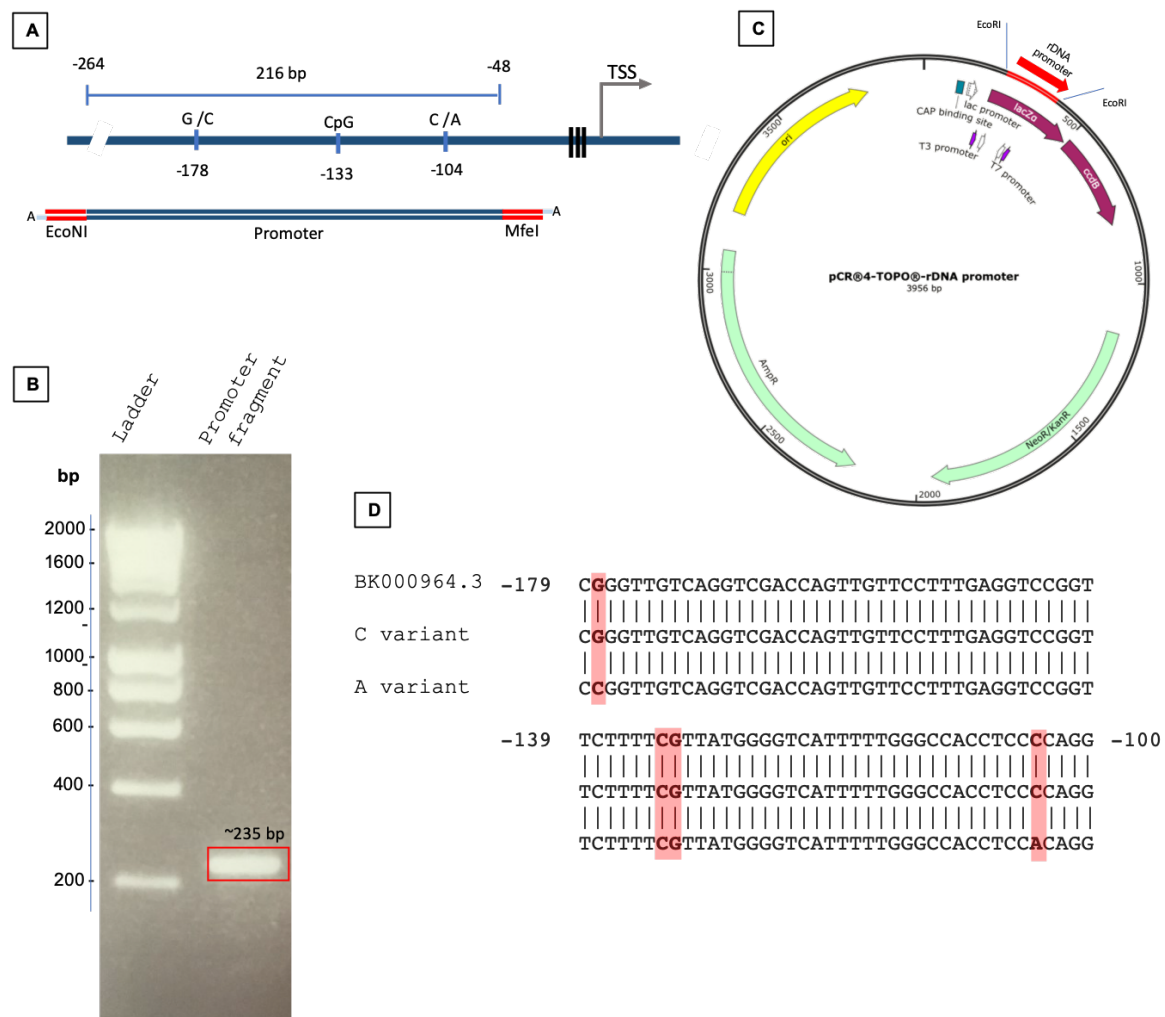 A
-264
216 bp
-48
TSS
G /C
CpG
C /A
-178
-133
-104
A
A
EcoNI
Promoter
MfeI
B
Ladder
Promoter
fragment
bp
2000
1600
1200
1000
800
600
400
~235 bp
200
C
EcoRI
rDNA
promoter
EcoRI
lac promoter
CAP binding site
lacZα
500
T3 promoter
T7 promoter
ccdB
3500
ori
1000
3000
pCR®4-TOPO®-rDNA promoter
3956 bp
AmpR
NeoR/KanR
2500
1500
2000
D
BK000964.3 -179 CGGGTTGTCAGGTCGACCAGTTGTTCCTTTGAGGTCCGGT
C variant CGGGTTGTCAGGTCGACCAGTTGTTCCTTTGAGGTCCGGT
A variant CCGGTTGTCAGGTCGACCAGTTGTTCCTTTGAGGTCCGGT
-139 TCTTTTCGTTATGGGGTCATTTTTGGGCCACCTCCCCAGG -100
TCTTTTCGTTATGGGGTCATTTTTGGGCCACCTCCCCAGG
TCTTTTCGTTATGGGGTCATTTTTGGGCCACCTCCACAGG